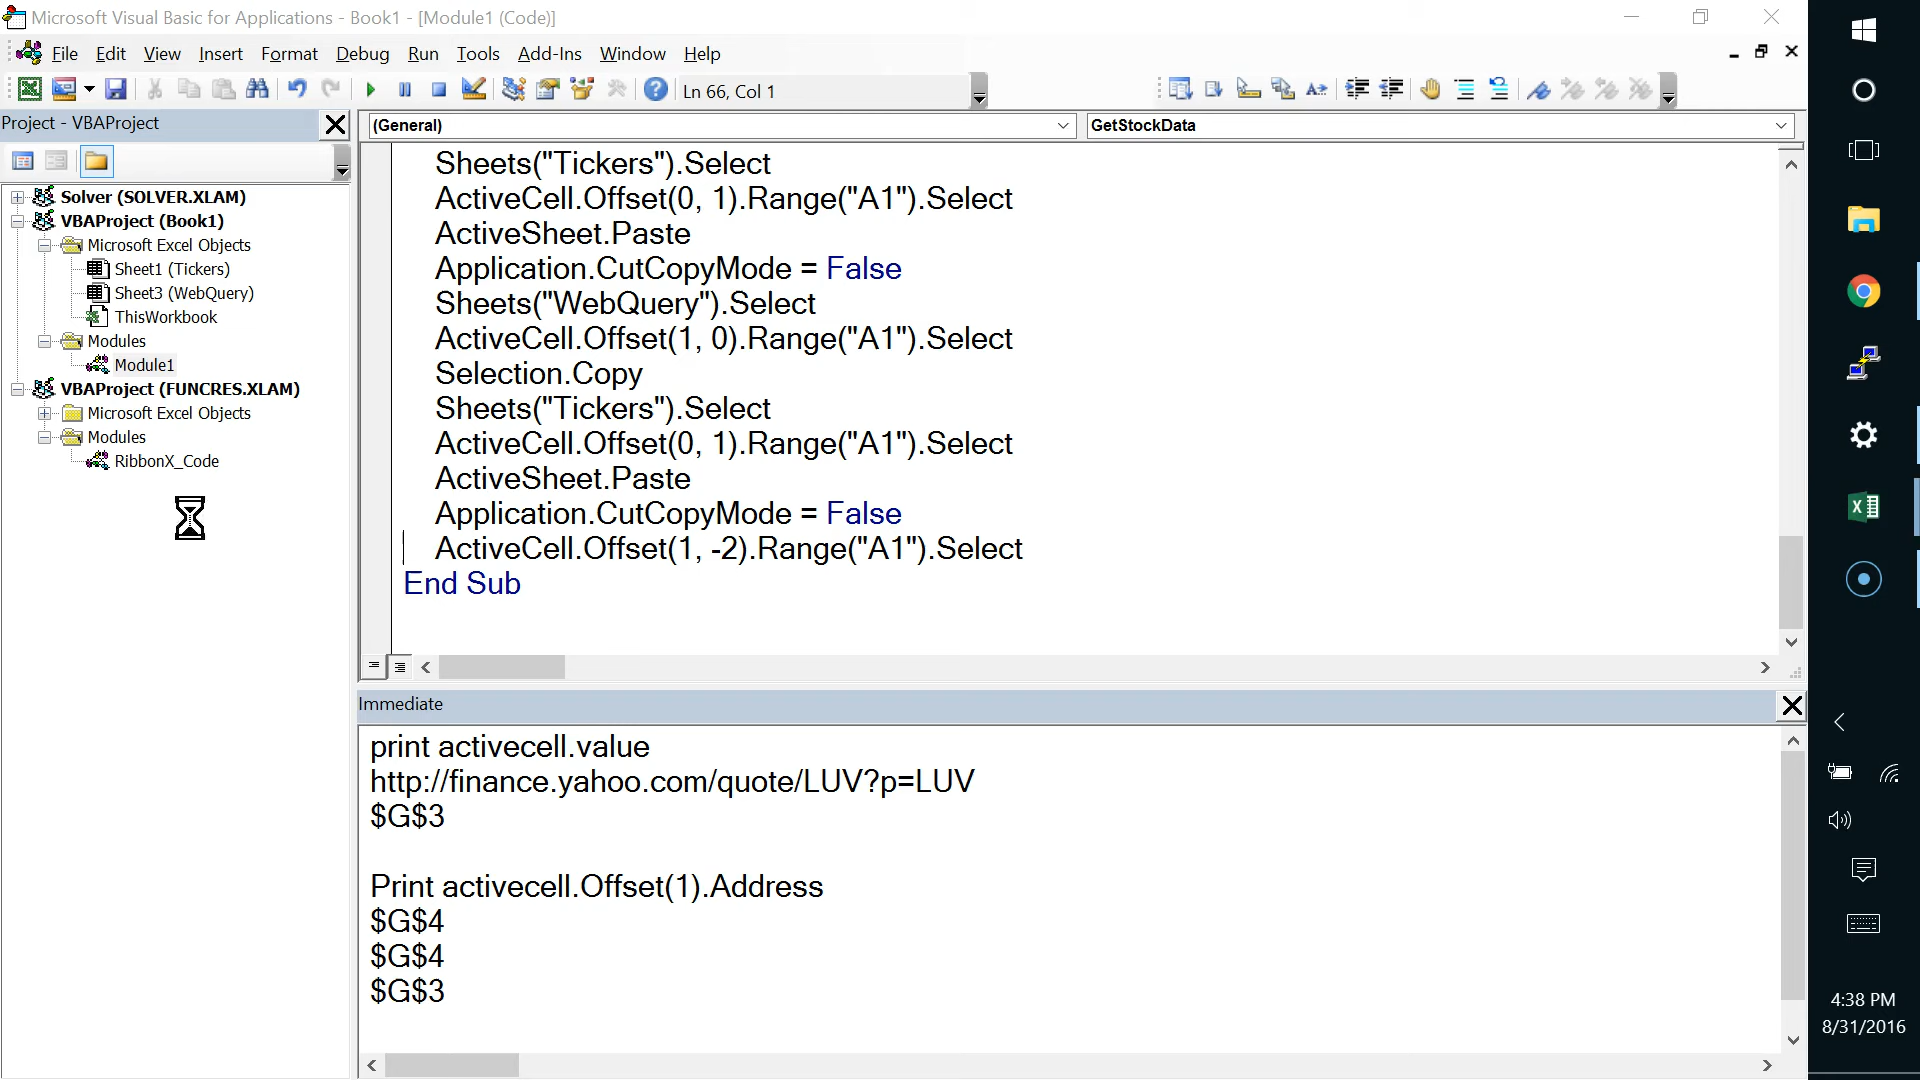 Microsoft Visual Basic for Applications - Book1 - [Module1 (Code)]
File Edit View Insert Format Debug Run Tools Add-Ins Window Help
Ln 66, Col 1
Project - VBAProject
(General)
GetStockData
Solver (SOLVER.XLAM)
VBAProject (Book1)
Microsoft Excel Objects
Sheet1 (Tickers)
Sheet3 (WebQuery)
ThisWorkbook
Modules
Module1
VBAProject (FUNCRES.XLAM)
Microsoft Excel Objects
Modules
RibbonX_Code
Sheets("Tickers").Select
ActiveCell.Offset(0, 1).Range("A1").Select
ActiveSheet.Paste
Application.CutCopyMode = False
Sheets("WebQuery").Select
ActiveCell.Offset(1, 0).Range("A1").Select
Selection.Copy
Sheets("Tickers").Select
ActiveCell.Offset(0, 1).Range("A1").Select
ActiveSheet.Paste
Application.CutCopyMode = False
ActiveCell.Offset(1, -2).Range("A1").Select
End Sub
Immediate
print activecell.value
http://finance.yahoo.com/quote/LUV?p=LUV
$G$3
Print activecell.Offset(1).Address
$G$4
$G$4
$G$3
4:38 PM
8/31/2016